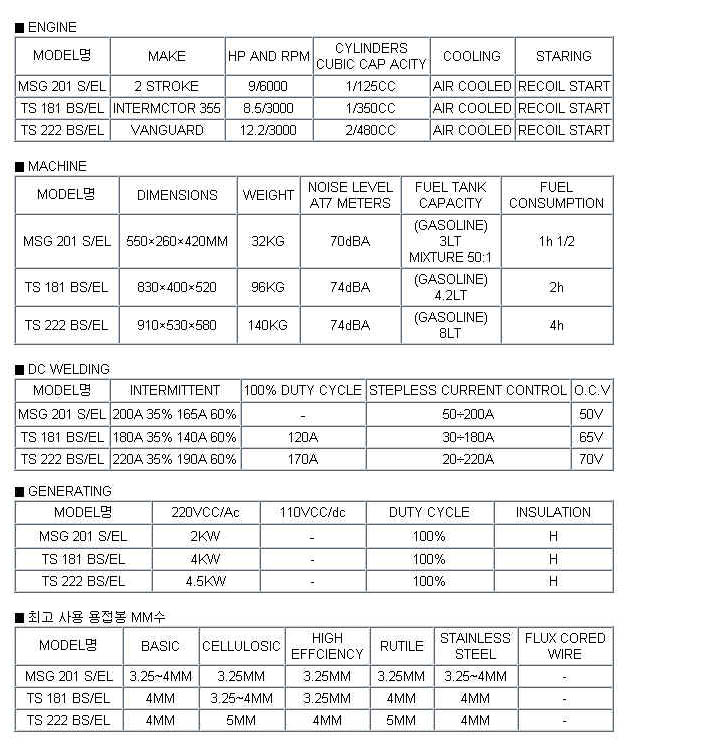 ■ ENGINE
MODEL명 MAKE HP AND RPM CYLINDERS CUBIC CAP ACITY COOLING STARING
MSG 201 S/EL 2 STROKE 9/6000 1/125CC AIR COOLED RECOIL START
TS 181 BS/EL INTERMCTOR 355 8.5/3000 1/350CC AIR COOLED RECOIL START
TS 222 BS/EL VANGUARD 12.2/3000 2/480CC AIR COOLED RECOIL START
■ MACHINE
MODEL명 DIMENSIONS WEIGHT NOISE LEVEL AT7 METERS FUEL TANK CAPACITY FUEL CONSUMPTION
MSG 201 S/EL 550×260×420MM 32KG 70dBA (GASOLINE) 3LT MIXTURE 50:1 1h 1/2
TS 181 BS/EL 830×400×520 96KG 74dBA (GASOLINE) 4.2LT 2h
TS 222 BS/EL 910×530×580 140KG 74dBA (GASOLINE) 8LT 4h
■ DC WELDING
MODEL명 INTERMITTENT 100% DUTY CYCLE STEPLESS CURRENT CONTROL O.C.V
MSG 201 S/EL 200A 35% 165A 60% - 50÷200A 50V
TS 181 BS/EL 180A 35% 140A 60% 120A 30÷180A 65V
TS 222 BS/EL 220A 35% 190A 60% 170A 20÷220A 70V
■ GENERATING
MODEL명 220VCC/Ac 110VCC/dc DUTY CYCLE INSULATION
MSG 201 S/EL 2KW - 100% H
TS 181 BS/EL 4KW - 100% H
TS 222 BS/EL 4.5KW - 100% H
■ 최고 사용 용접봉 MM수
MODEL명 BASIC CELLULOSIC HIGH EFFCIENCY RUTILE STAINLESS STEEL FLUX CORED WIRE
MSG 201 S/EL 3.25~4MM 3.25MM 3.25MM 3.25MM 3.25~4MM -
TS 181 BS/EL 4MM 3.25~4MM 3.25MM 4MM 4MM -
TS 222 BS/EL 4MM 5MM 4MM 5MM 4MM -